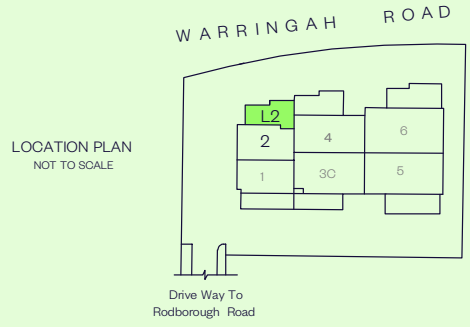 WARRINGAH ROAD
L2
2
4
6
1
3C
5
LOCATION PLAN
NOT TO SCALE
Drive Way To
Rodborough Road